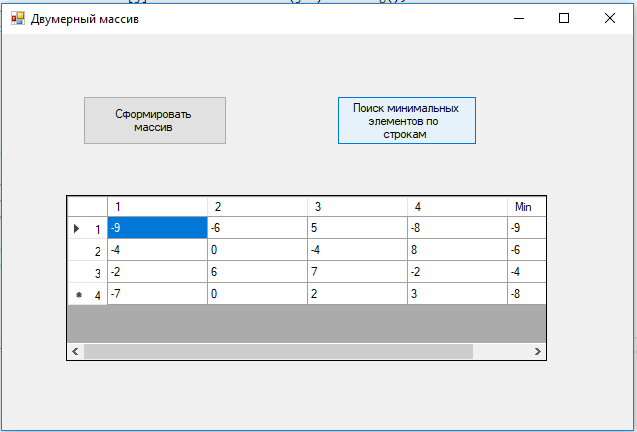 Двумерный массив
Сформировать
массив
Поиск минимальных
элементов по
строкам
1 2 3 4 Min
1 -9 -6 5 -8 -9
2 -4 0 -4 8 -6
3 -2 6 7 -2 -4
4 -7 0 2 3 -8